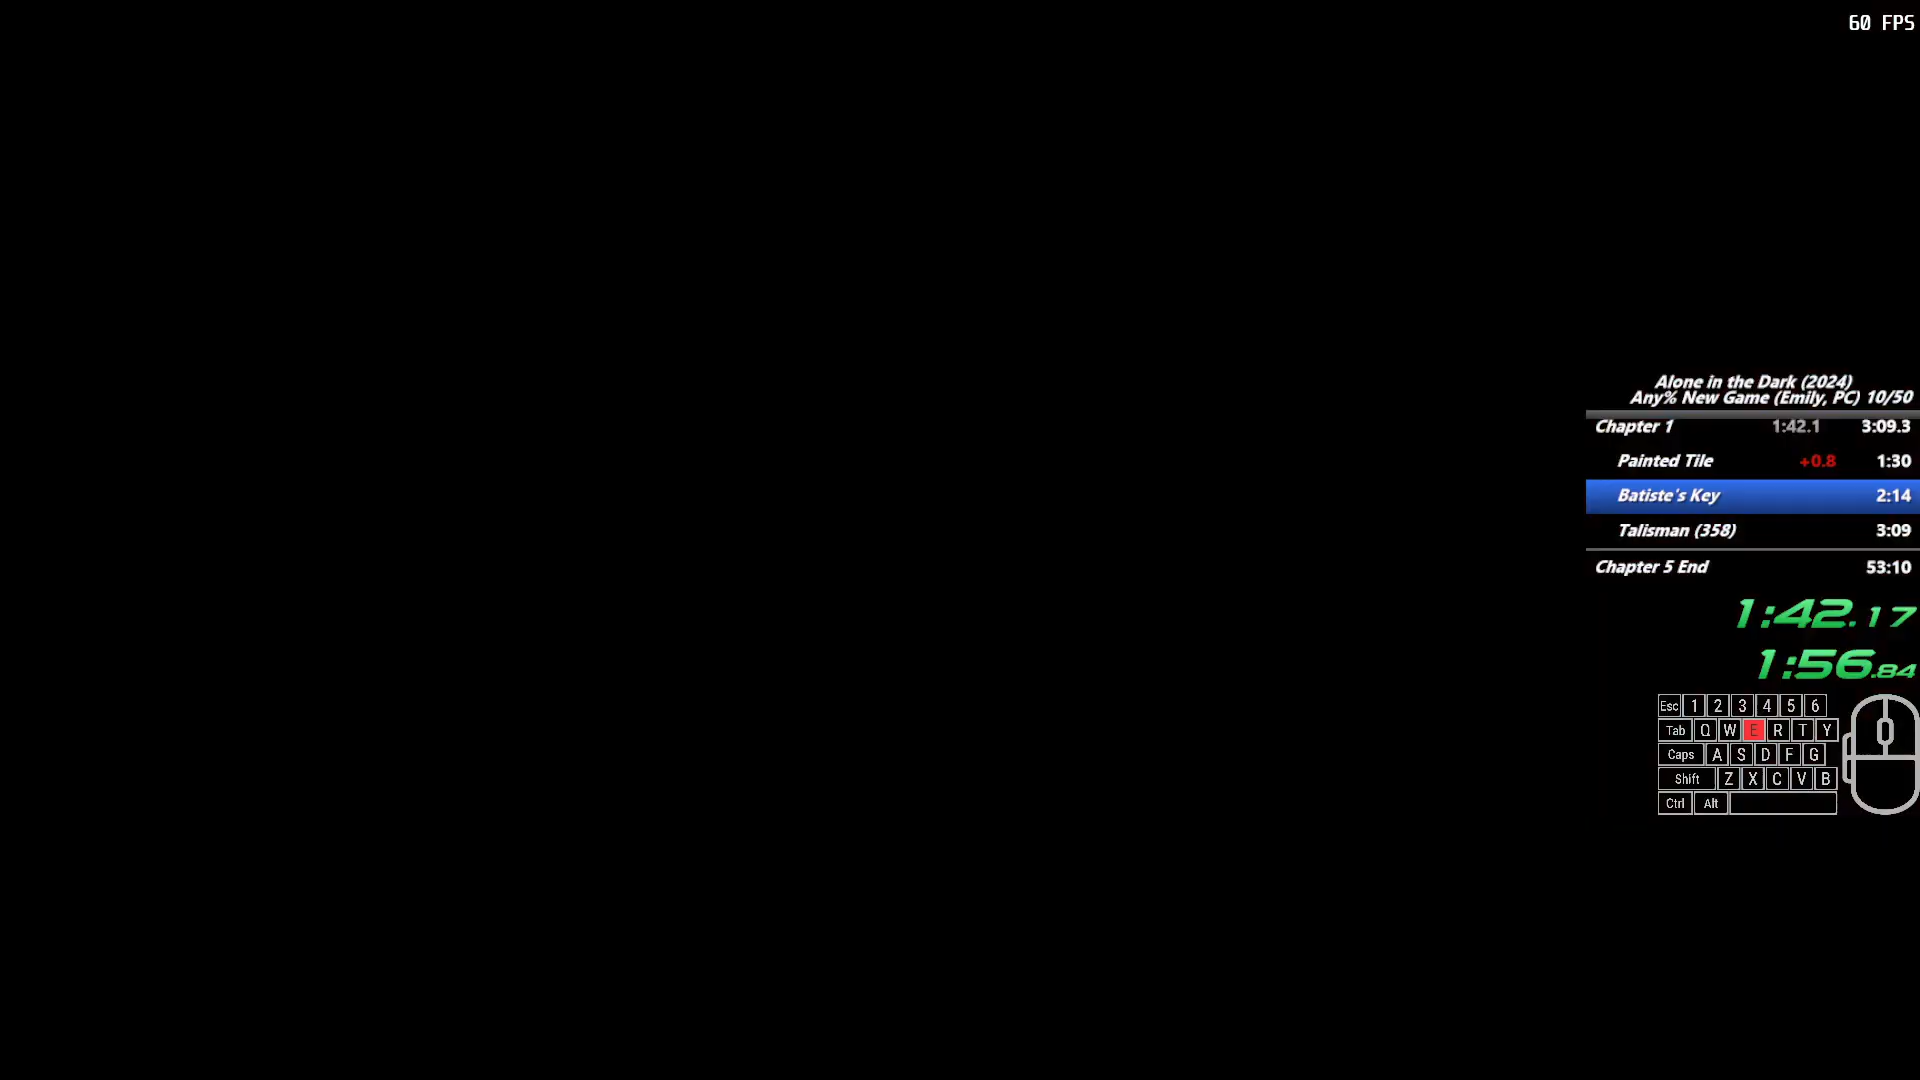 60 FPS
Alone in the Dark (2024)
Any% New Game (Emily, PC) 10/50
Chapter 1 1:42.1 3:09.3
Painted Tile +0.8 1:30
Batiste's Key 2:14
Talisman (358) 3:09
Chapter 5 End 53:10
1:42.17
1:56.84
Esc 1 2 3 4 5 6
Tab Q W E R T Y
Caps A S D F G
Shift Z X C V B
Ctrl Alt